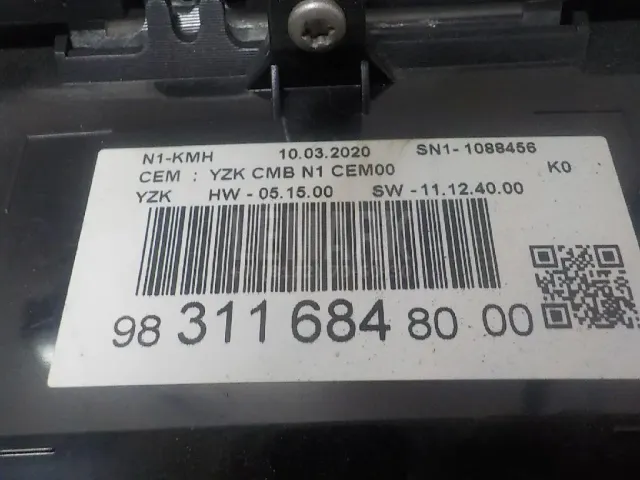 N1-KMH 10.03.2020 SN1- 1088456
CEM : YZK CMB N1 CEM00 K0
YZK HW - 05.15.00 SW - 11.12.40.00
98 311 684 80 00